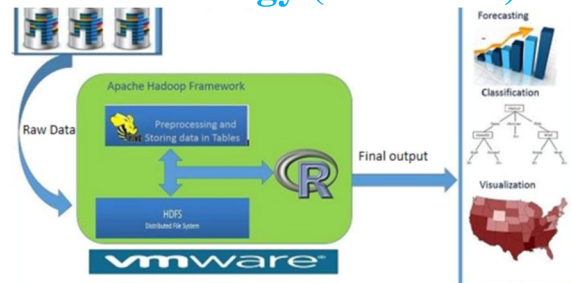 Forecasting
Apache Hadoop Framework
Classification
Raw Data
Preprocessing and
Storing data in Tables
R
Final output
Visualization
HDFS
Distributed File System
vmware